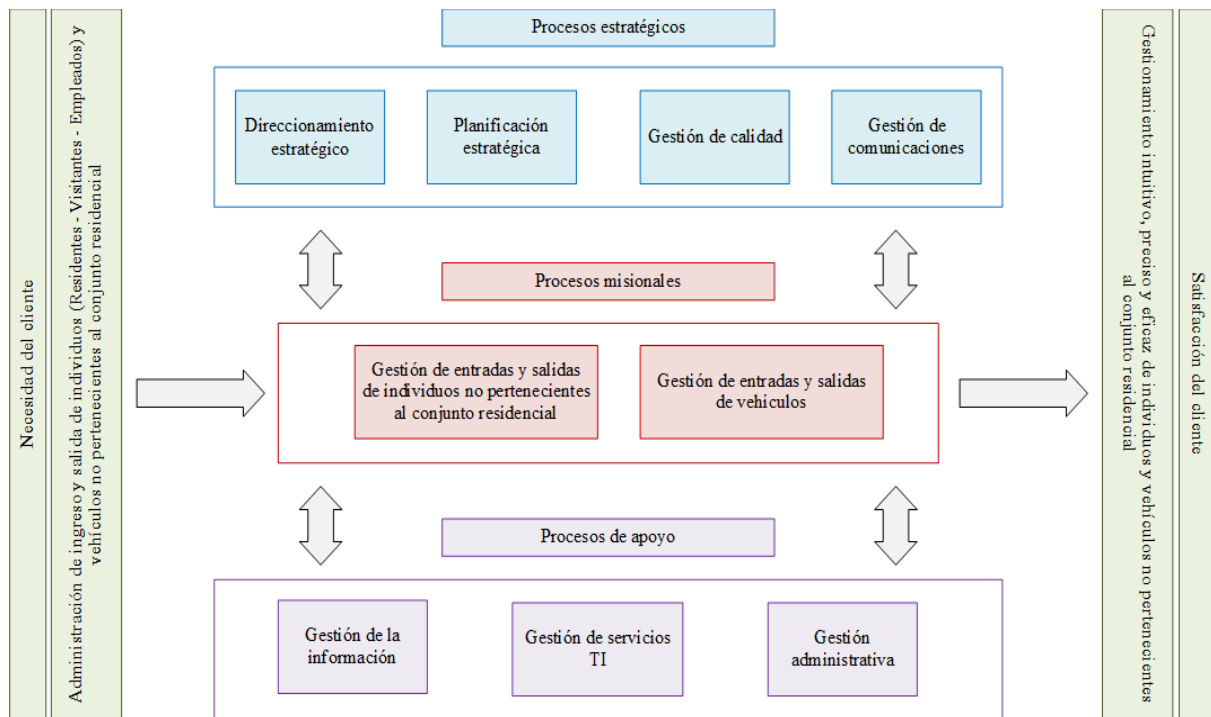 Necesidad del cliente
Administración de ingreso y salida de individuos (Residentes - Visitantes - Empleados) y
vehículos no pertenecientes al conjunto residencial
Procesos estratégicos
Direccionamiento
estratégico
Planificación
estratégica
Gestión de calidad
Gestión de
comunicaciones
Procesos misionales
Gestión de entradas y salidas
de individuos no pertenecientes
al conjunto residencial
Gestión de entradas y salidas
de vehículos
Procesos de apoyo
Gestión de la
información
Gestión de servicios
TI
Gestión
administrativa
Gestionamiento intuitivo, preciso y eficaz de individuos y vehículos no pertenecientes
al conjunto residencial
Satisfacción del cliente